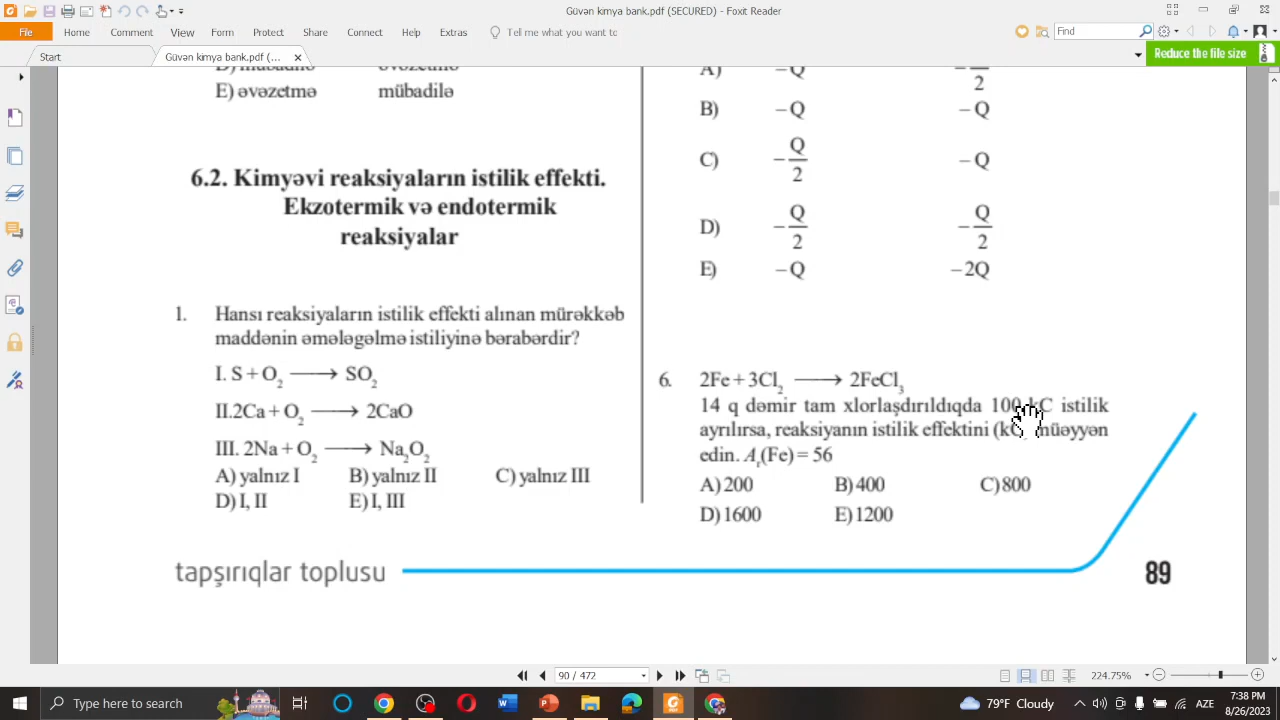 Güvən kimya bank.pdf (SECURED) - Foxit Reader
File Home Comment View Form Protect Share Connect Help Extras Tell me what you want to Find
Start Güvən kimya bank.pdf (... Reduce the file size
D) mübadilə əvəzetmə
E) əvəzetmə mübadilə
6.2. Kimyəvi reaksiyaların istilik effekti.
Ekzotermik və endotermik
reaksiyalar
1. Hansı reaksiyaların istilik effekti alınan mürəkkəb
maddənin əmələgəlmə istiliyinə bərabərdir?
I. S + O2 ⟶ SO2
II.2Ca + O2 ⟶ 2CaO
III. 2Na + O2 ⟶ Na2O2
A) yalnız I B) yalnız II C) yalnız III
D) I, II E) I, III
A) –Q –Q/2
B) –Q –Q
C) –Q/2 –Q
D) –Q/2 –Q/2
E) –Q –2Q
6. 2Fe + 3Cl2 ⟶ 2FeCl3
14 q dəmir tam xlorlaşdırıldıqda 100 kC istilik
ayrılırsa, reaksiyanın istilik effektini (kC) müəyyən
edin. Ar(Fe) = 56
A) 200 B) 400 C) 800
D) 1600 E) 1200
tapşırıqlar toplusu 89
90 / 472 224.75%
Type here to search 79°F Cloudy AZE 7:38 PM
8/26/2023